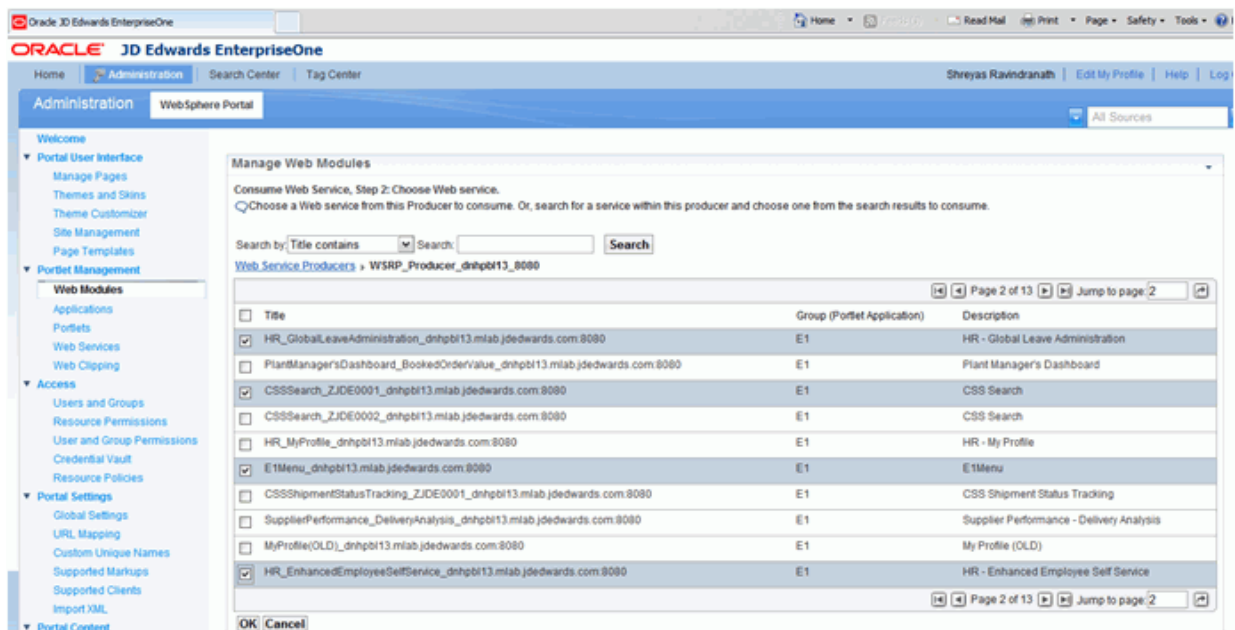 Oracle JD Edwards EnterpriseOne
Home Read Mail Print Page Safety Tools
ORACLE JD Edwards EnterpriseOne
Home Administration Search Center Tag Center Shreyas Ravindranath Edit My Profile Help Log
Administration WebSphere Portal
All Sources
Welcome
Portal User Interface
Manage Pages
Themes and Skins
Theme Customizer
Site Management
Page Templates
Portlet Management
Web Modules
Applications
Portlets
Web Services
Web Clipping
Access
Users and Groups
Resource Permissions
User and Group Permissions
Credential Vault
Resource Policies
Portal Settings
Global Settings
URL Mapping
Custom Unique Names
Supported Markups
Supported Clients
Import XML
Portal Content
Manage Web Modules
Consume Web Service, Step 2: Choose Web service.
Choose a Web service from this Producer to consume. Or, search for a service within this producer and choose one from the search results to consume.
Search by: Title contains Search: Search
Web Service Producers › WSRP_Producer_dnhpbl13_8080
Page 2 of 13 Jump to page: 2
Title Group (Portlet Application) Description
HR_GlobalLeaveAdministration_dnhpbl13.mlab.jdedwards.com:8080 E1 HR - Global Leave Administration
PlantManager'sDashboard_BookedOrderValue_dnhpbl13.mlab.jdedwards.com:8080 E1 Plant Manager's Dashboard
CSSSearch_ZJDE0001_dnhpbl13.mlab.jdedwards.com:8080 E1 CSS Search
CSSSearch_ZJDE0002_dnhpbl13.mlab.jdedwards.com:8080 E1 CSS Search
HR_MyProfile_dnhpbl13.mlab.jdedwards.com:8080 E1 HR - My Profile
E1Menu_dnhpbl13.mlab.jdedwards.com:8080 E1 E1Menu
CSSShipmentStatusTracking_ZJDE0001_dnhpbl13.mlab.jdedwards.com:8080 E1 CSS Shipment Status Tracking
SupplierPerformance_DeliveryAnalysis_dnhpbl13.mlab.jdedwards.com:8080 E1 Supplier Performance - Delivery Analysis
MyProfile(OLD)_dnhpbl13.mlab.jdedwards.com:8080 E1 My Profile (OLD)
HR_EnhancedEmployeeSelfService_dnhpbl13.mlab.jdedwards.com:8080 E1 HR - Enhanced Employee Self Service
Page 2 of 13 Jump to page: 2
OK Cancel